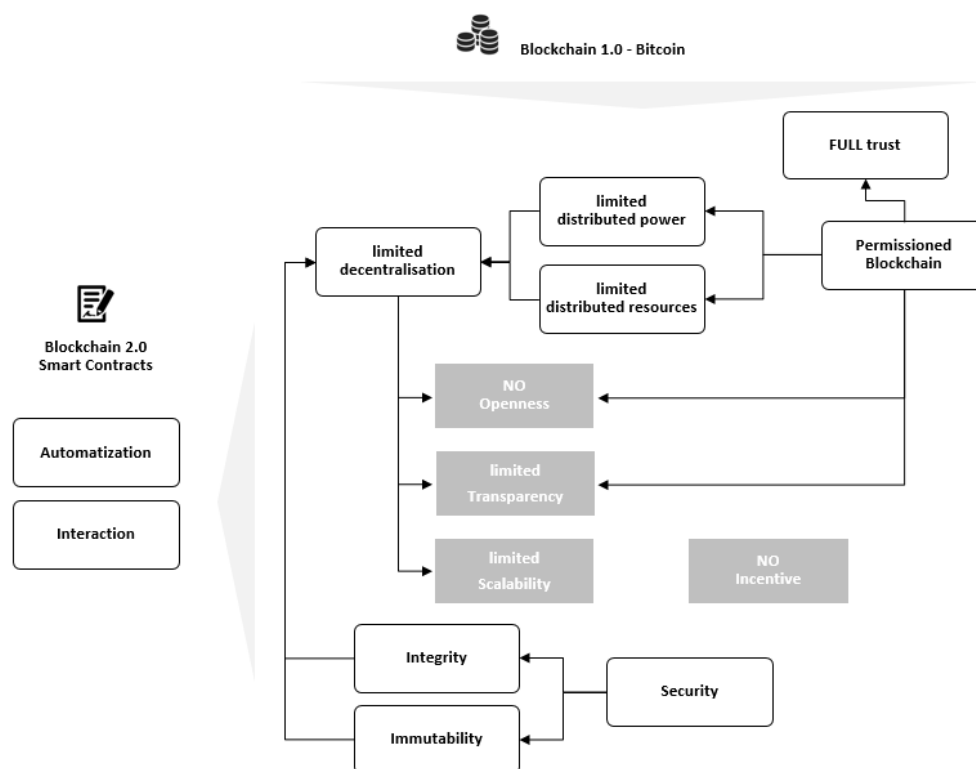 Blockchain 1.0 - Bitcoin
FULL trust
limited
distributed power
limited
decentralisation
Permissioned
Blockchain
limited
distributed resources
Blockchain 2.0
Smart Contracts
NO
Openness
Automatization
limited
Transparency
Interaction
limited
Scalability
NO
Incentive
Integrity
Security
Immutability